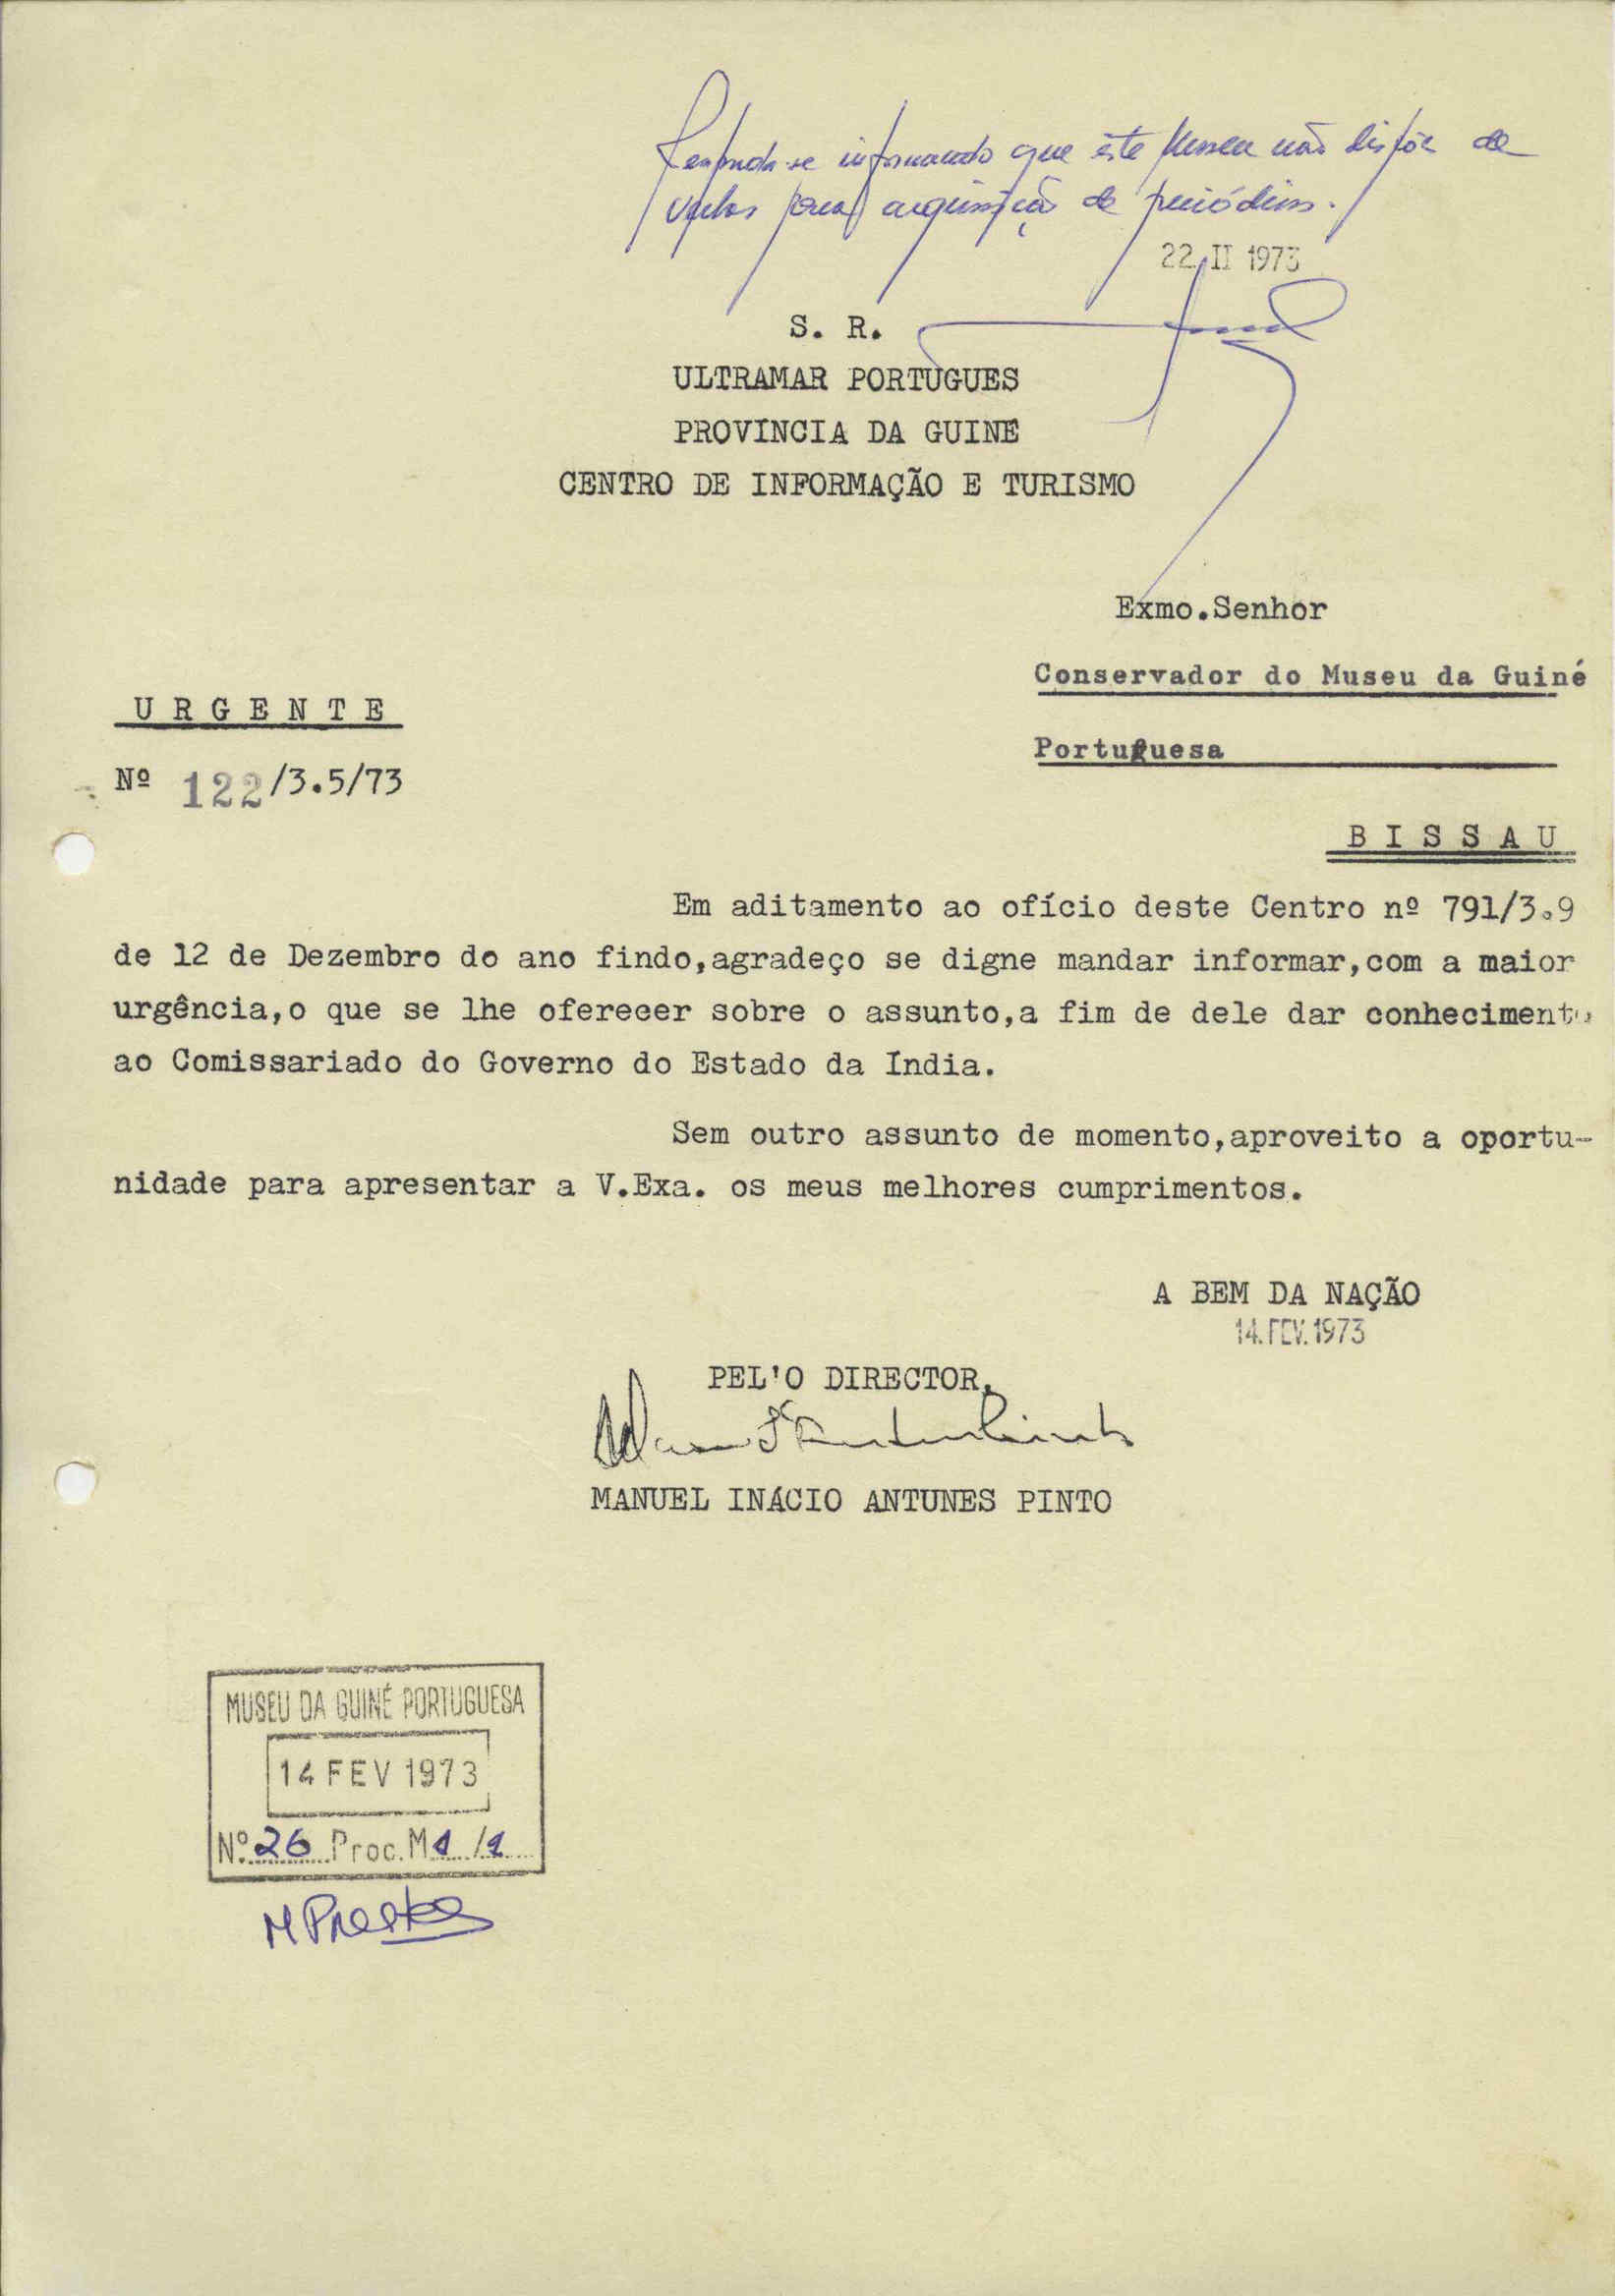 Responda-se informando que êste Museu não dispõe de
verbas para aquisição de periódicos.
22 II 1973
S. R.
ULTRAMAR PORTUGUES
PROVINCIA DA GUINE
CENTRO DE INFORMAÇÃO E TURISMO
Exmo.Senhor
Conservador do Museu da Guiné
Portuguesa
URGENTE
Nº 122/3.5/73
BISSAU
Em aditamento ao ofício deste Centro nº 791/3.9
de 12 de Dezembro do ano findo,agradeço se digne mandar informar,com a maior
urgência,o que se lhe oferecer sobre o assunto,a fim de dele dar conhecimento
ao Comissariado do Governo do Estado da India.
Sem outro assunto de momento,aproveito a oportu-
nidade para apresentar a V.Exa. os meus melhores cumprimentos.
A BEM DA NAÇÃO
14.FEV.1973
PEL'O DIRECTOR,
MANUEL INÁCIO ANTUNES PINTO
MUSEU DA GUINÉ PORTUGUESA
14 FEV 1973
Nº 26 Proc. M 1 /1